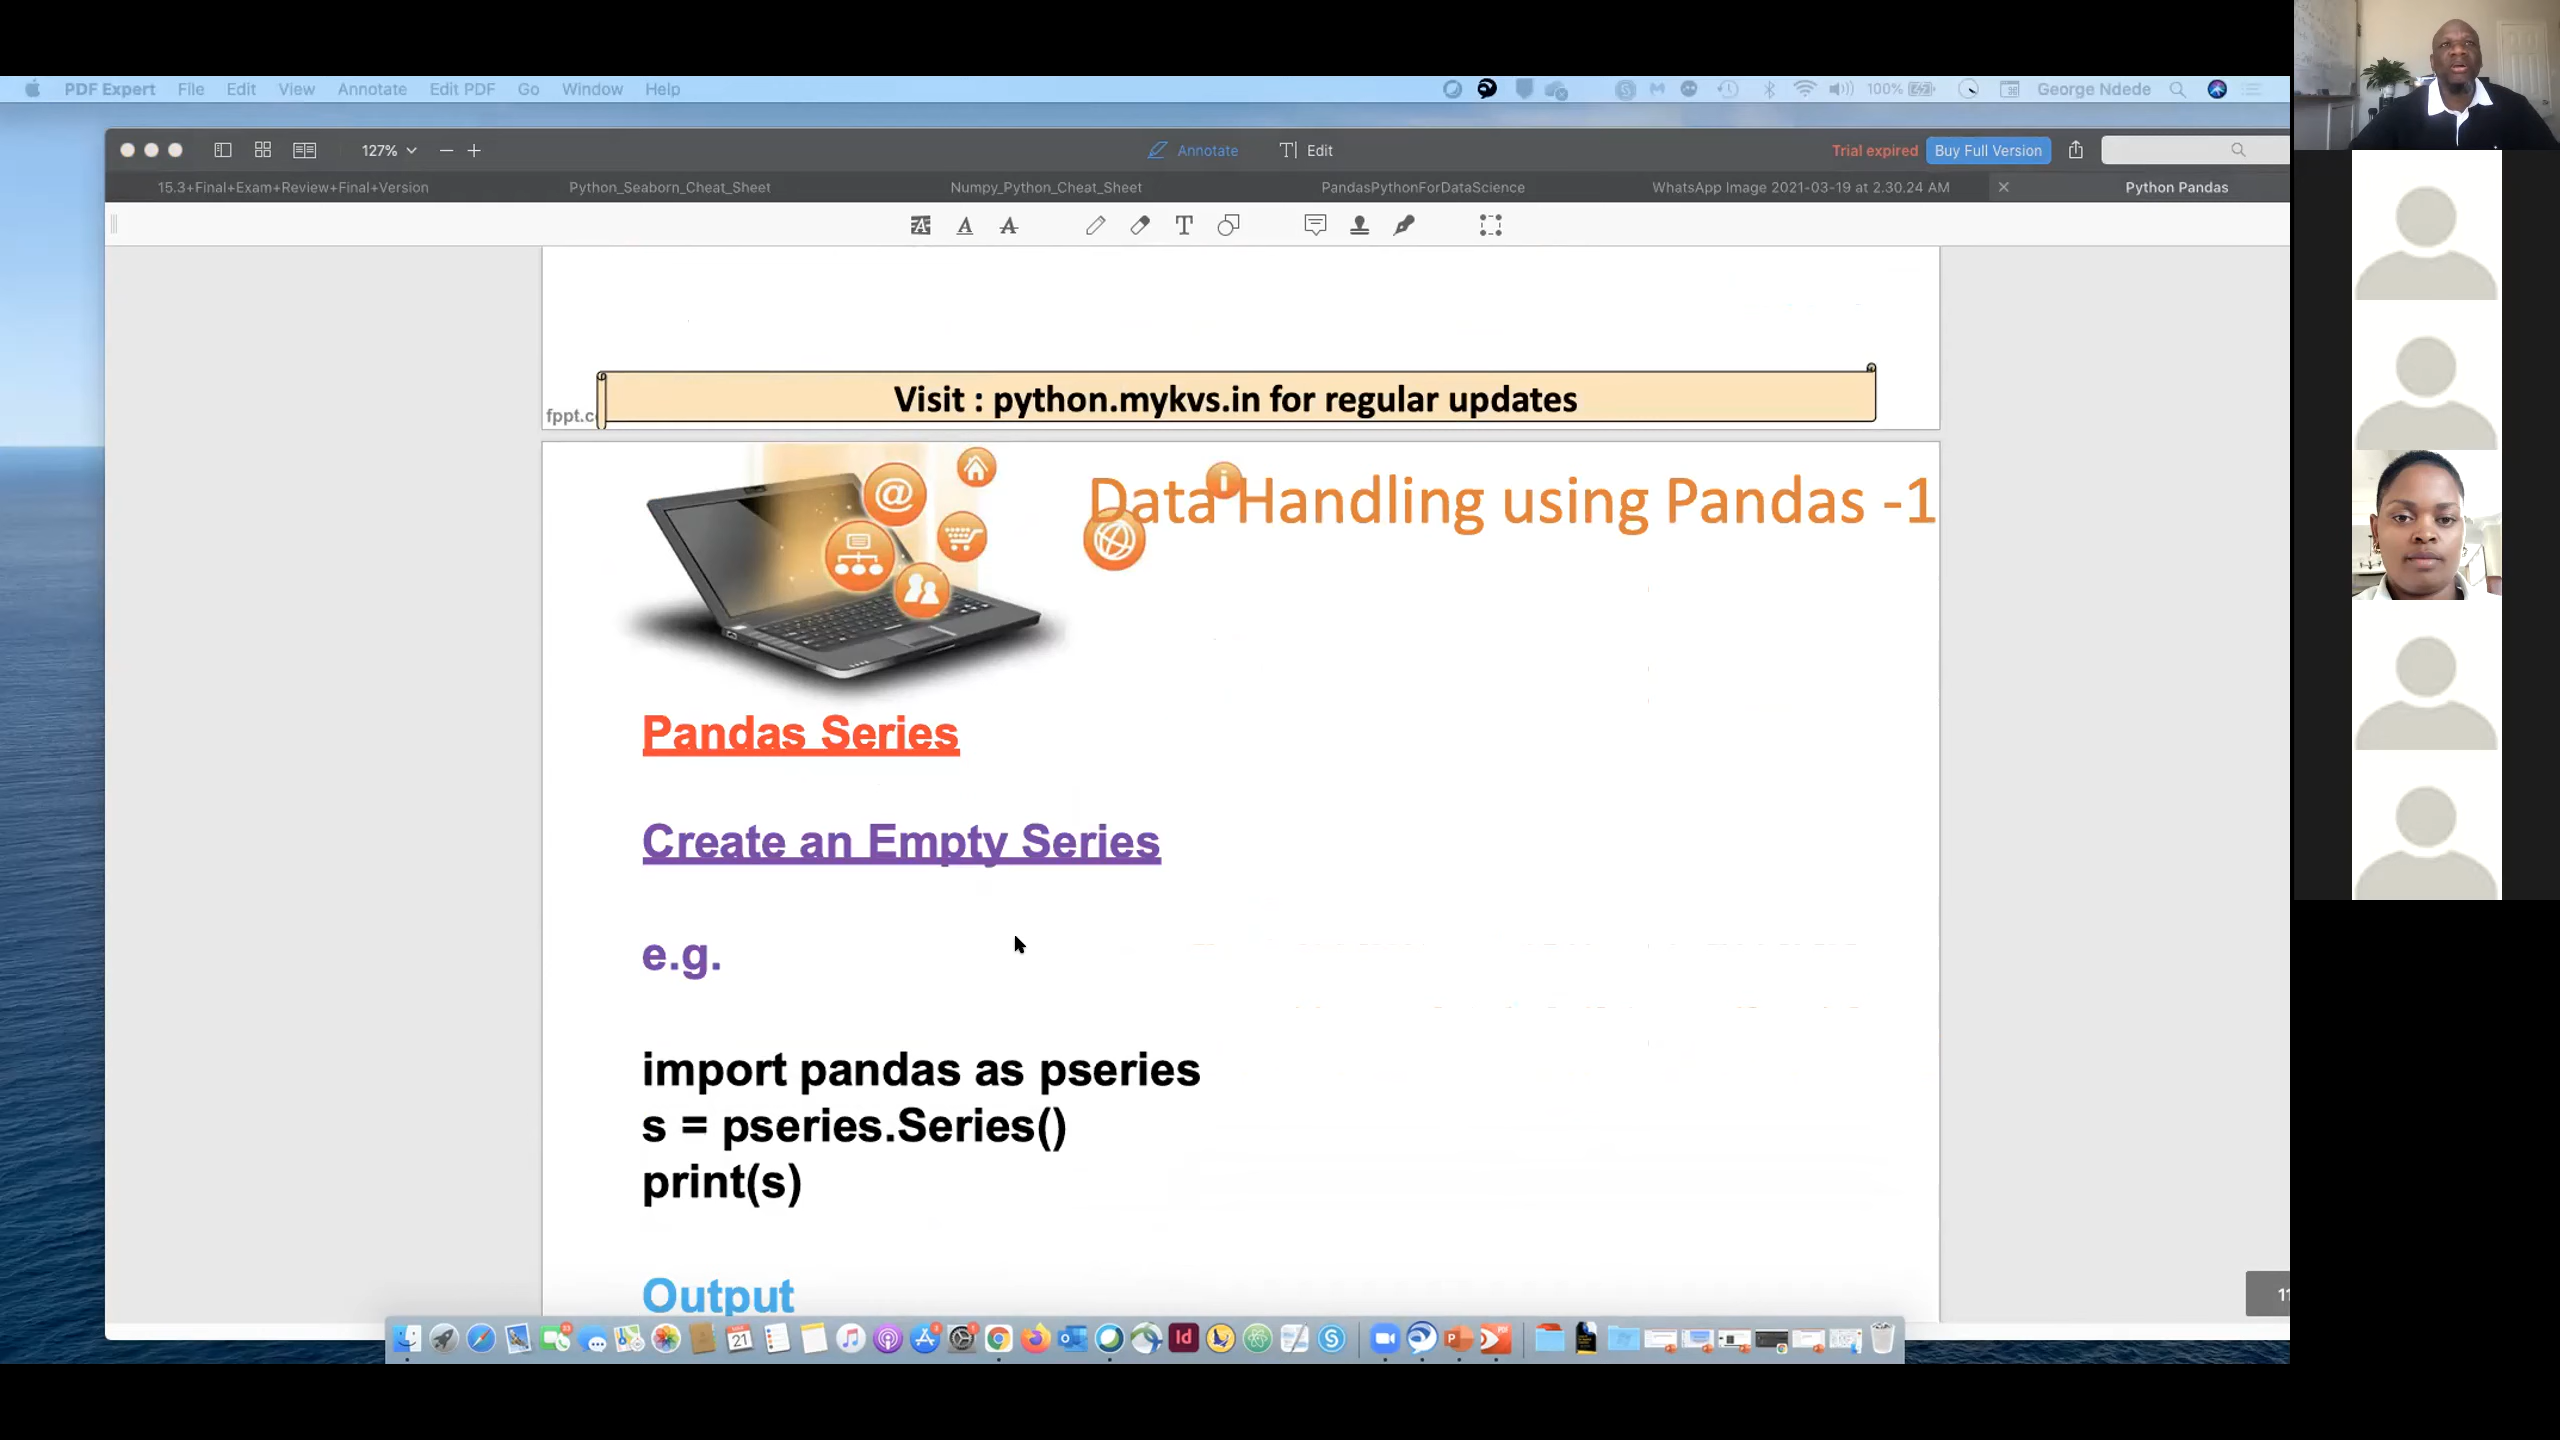 PDF Expert File Edit View Annotate Edit PDF Go Window Help 100% George Ndede
127% Annotate Edit Trial expired Buy Full Version
15.3+Final+Exam+Review+Final+Version Python_Seaborn_Cheat_Sheet Numpy_Python_Cheat_Sheet PandasPythonForDataScience WhatsApp Image 2021-03-19 at 2.30.24 AM Python Pandas
Visit : python.mykvs.in for regular updates
fppt.c
Data Handling using Pandas -1
Pandas Series
Create an Empty Series
e.g.
import pandas as pseries
s = pseries.Series()
print(s)
Output
21
Id